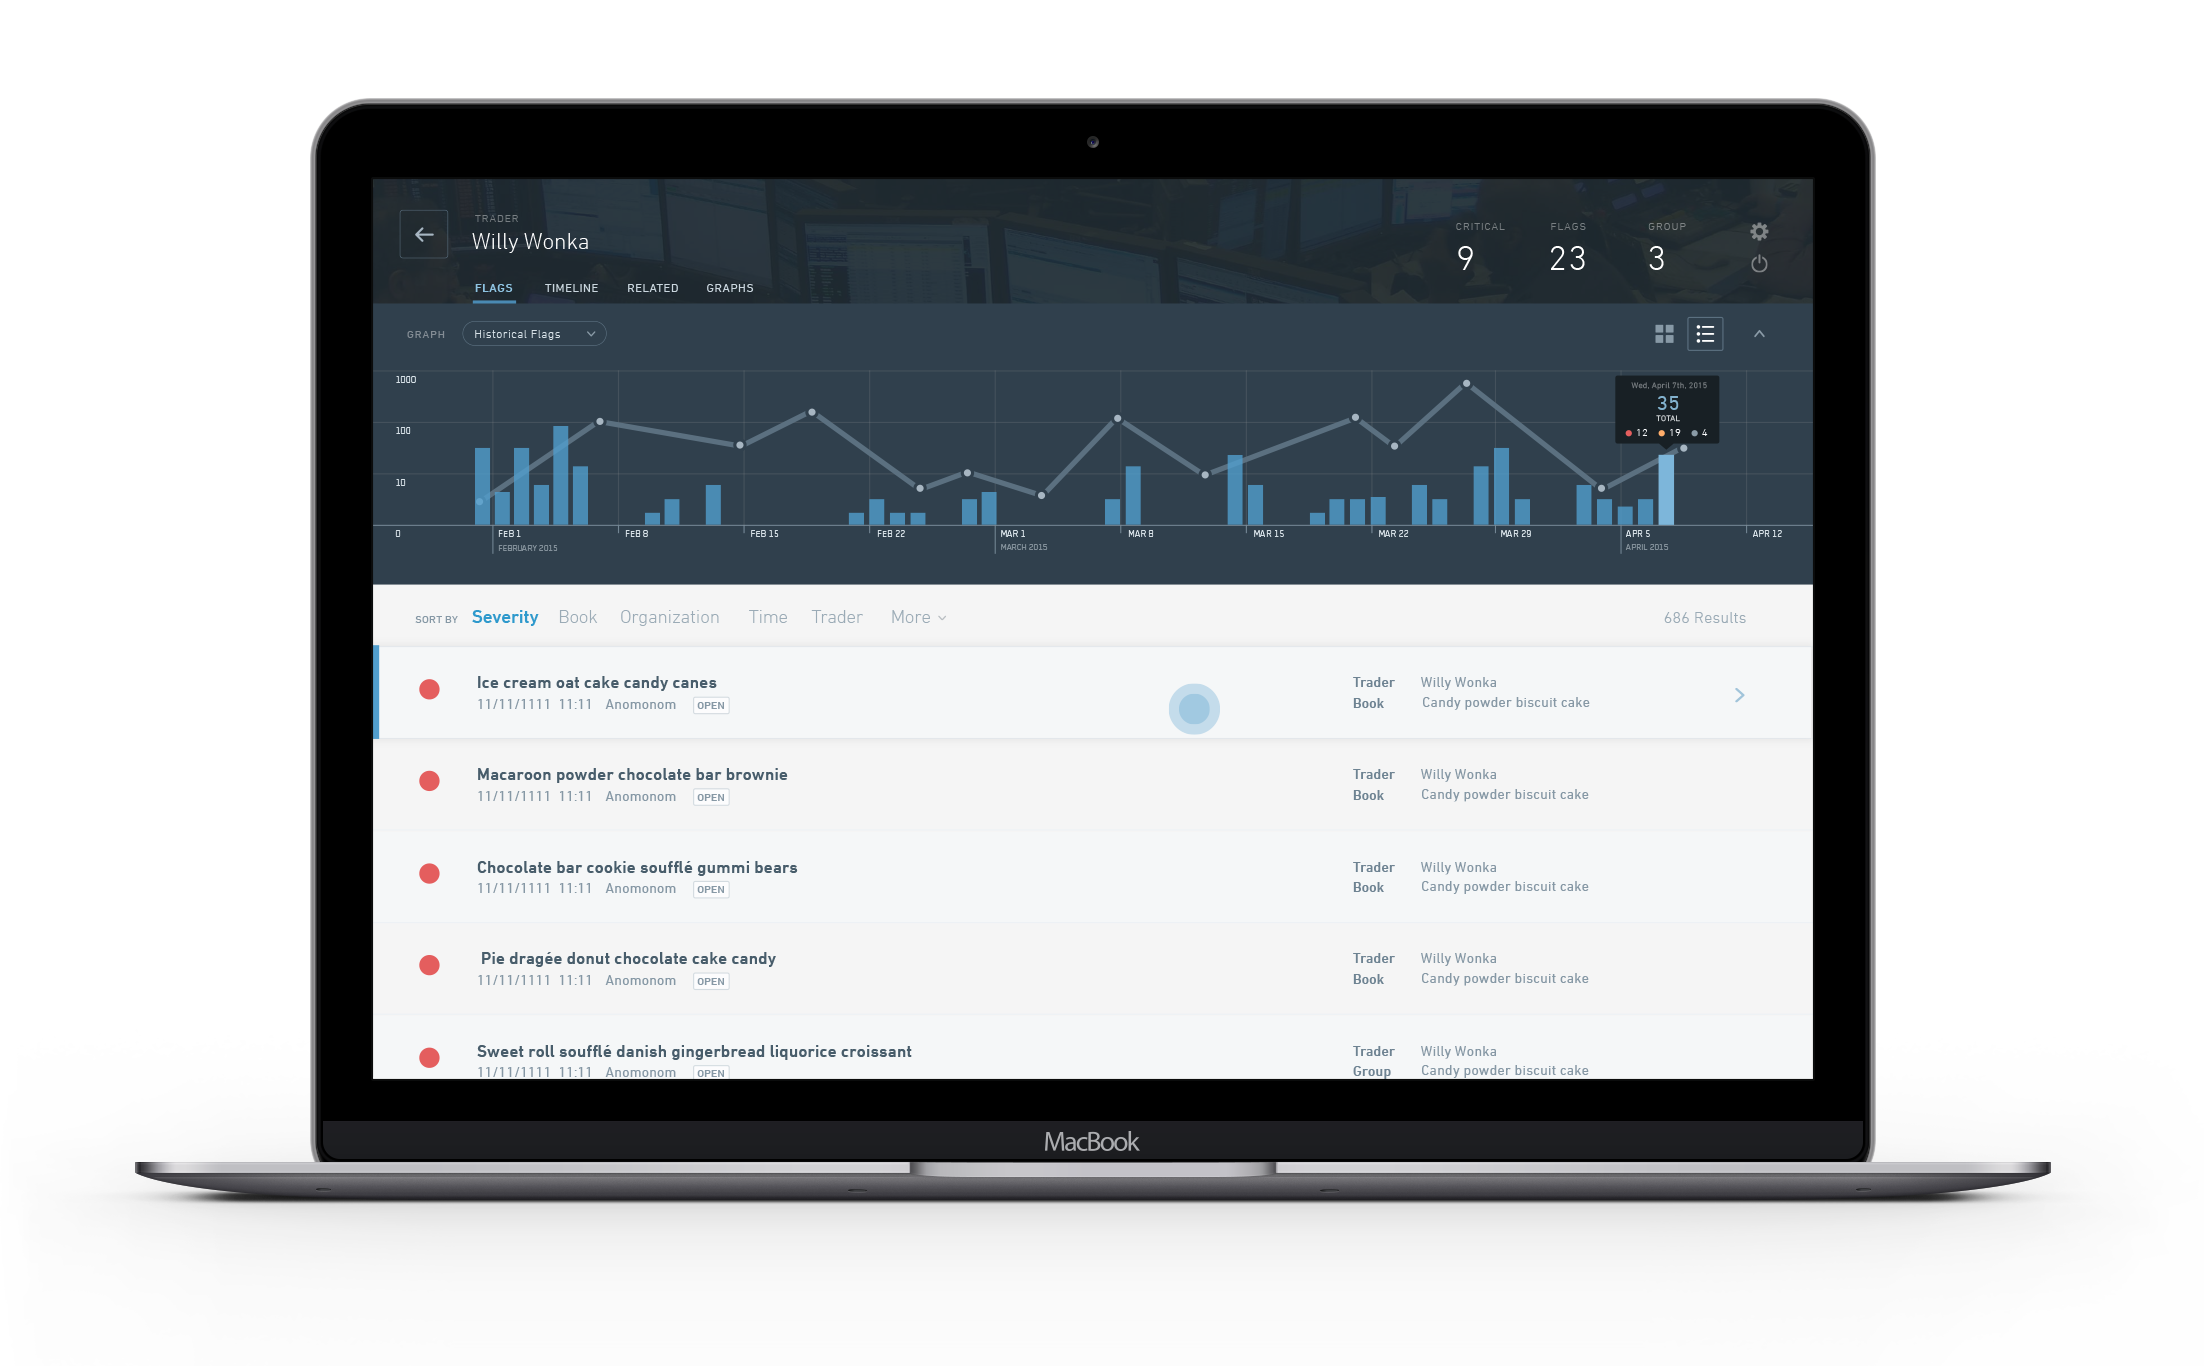 TRADER
Willy Wonka
CRITICAL FLAGS GROUP
9 23 3
FLAGS TIMELINE RELATED GRAPHS
GRAPH Historical Flags
1000
100
10
0
Wed, April 7th, 2015
35
TOTAL
12 19 4
FEB 1 FEB 8 FEB 15 FEB 22 MAR 1 MAR 8 MAR 15 MAR 22 MAR 29 APR 5 APR 12
FEBRUARY 2015 MARCH 2015 APRIL 2015
SORT BY Severity Book Organization Time Trader More 686 Results
Ice cream oat cake candy canes Trader Willy Wonka
11/11/1111 11:11 Anomonom OPEN Book Candy powder biscuit cake
Macaroon powder chocolate bar brownie Trader Willy Wonka
11/11/1111 11:11 Anomonom OPEN Book Candy powder biscuit cake
Chocolate bar cookie soufflé gummi bears Trader Willy Wonka
11/11/1111 11:11 Anomonom OPEN Book Candy powder biscuit cake
Pie dragée donut chocolate cake candy Trader Willy Wonka
11/11/1111 11:11 Anomonom OPEN Book Candy powder biscuit cake
Sweet roll soufflé danish gingerbread liquorice croissant Trader Willy Wonka
11/11/1111 11:11 Anomonom OPEN Group Candy powder biscuit cake
MacBook